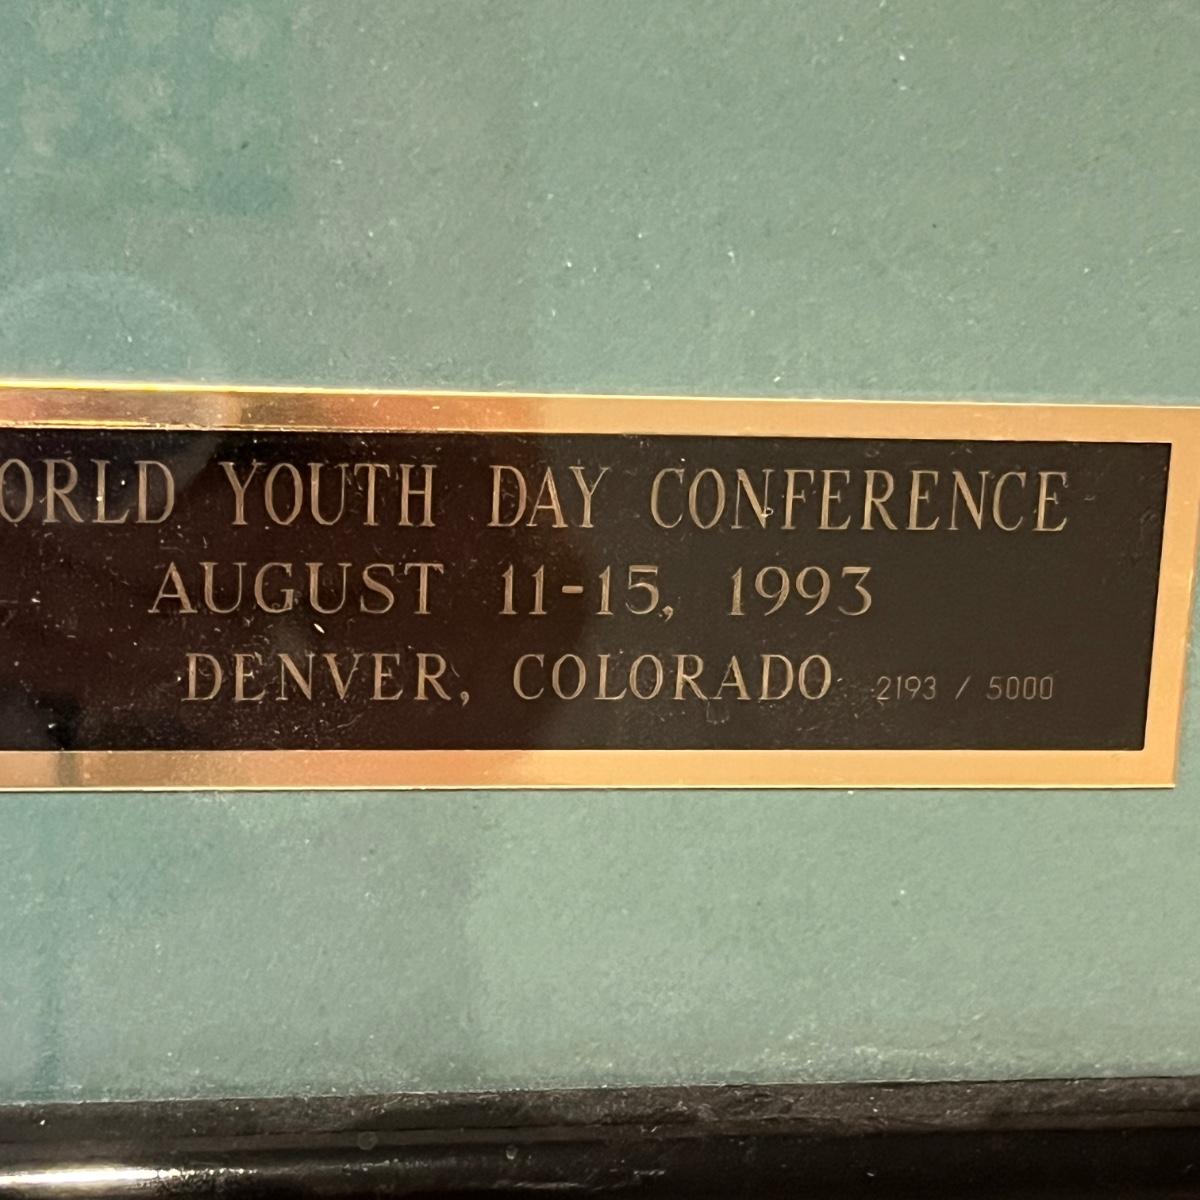 ORLD YOUTH DAY CONFERENCE
AUGUST 11-15, 1993
DENVER, COLORADO 2193 / 5000